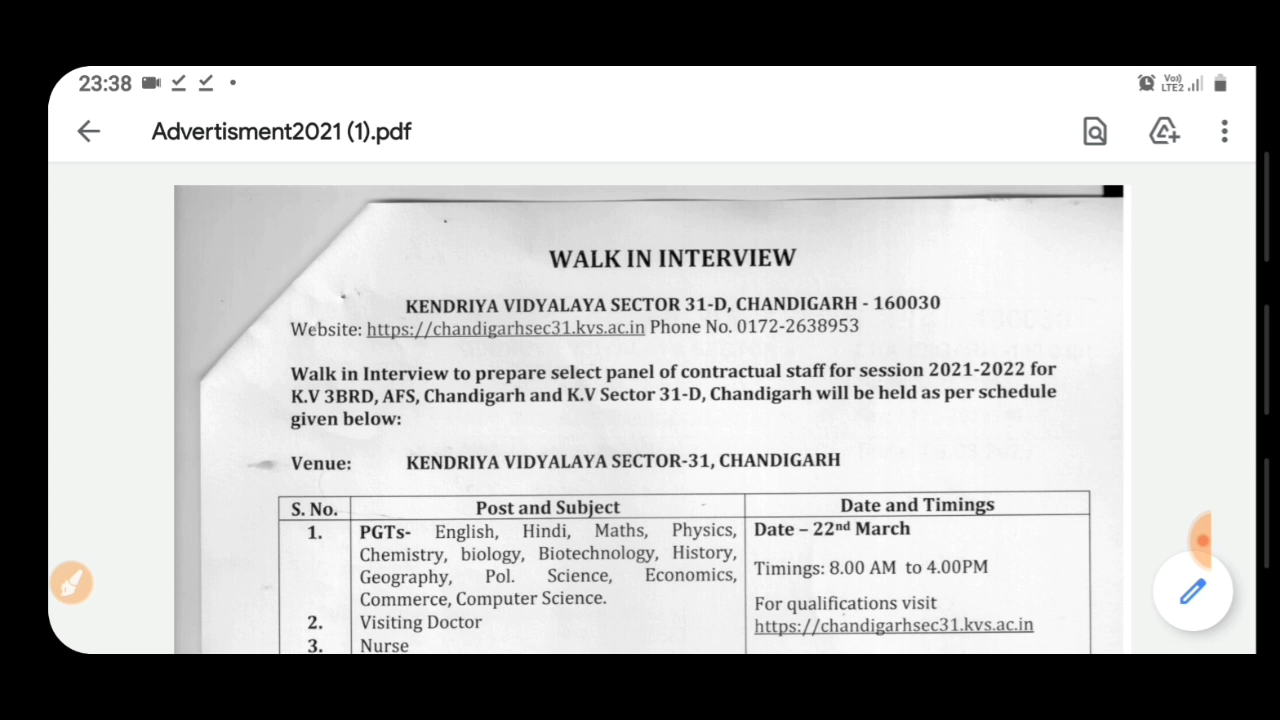 23:38
Vo)) LTE2
Advertisment2021 (1).pdf
WALK IN INTERVIEW
KENDRIYA VIDYALAYA SECTOR 31-D, CHANDIGARH - 160030
Website: https://chandigarhsec31.kvs.ac.in Phone No. 0172-2638953
Walk in Interview to prepare select panel of contractual staff for session 2021-2022 for
K.V 3BRD, AFS, Chandigarh and K.V Sector 31-D, Chandigarh will be held as per schedule
given below:
Venue: KENDRIYA VIDYALAYA SECTOR-31, CHANDIGARH
S. No. Post and Subject Date and Timings
1. PGTs- English, Hindi, Maths, Physics, Date – 22nd March
Chemistry, biology, Biotechnology, History,
Geography, Pol. Science, Economics, Timings: 8.00 AM to 4.00PM
Commerce, Computer Science. For qualifications visit
2. Visiting Doctor https://chandigarhsec31.kvs.ac.in
3. Nurse